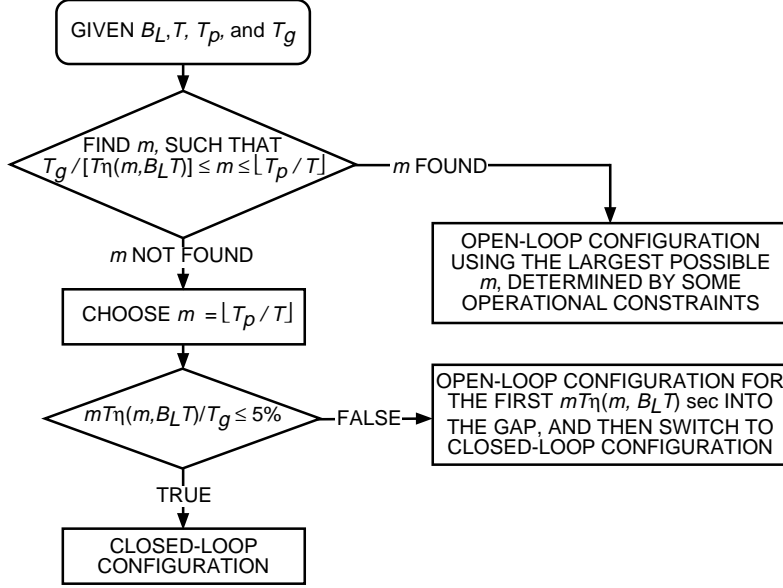 GIVEN B_L,T, T_p, and T_g
FIND m, SUCH THAT
T_g / [Tη(m,B_LT)] ≤ m ≤ ⌊T_p / T⌋
m FOUND
OPEN-LOOP CONFIGURATION
USING THE LARGEST POSSIBLE
m, DETERMINED BY SOME
OPERATIONAL CONSTRAINTS
m NOT FOUND
CHOOSE m = ⌊T_p / T⌋
mTη(m,B_LT)/T_g ≤ 5%
FALSE
OPEN-LOOP CONFIGURATION FOR
THE FIRST mTη(m, B_LT) sec INTO
THE GAP, AND THEN SWITCH TO
CLOSED-LOOP CONFIGURATION
TRUE
CLOSED-LOOP
CONFIGURATION